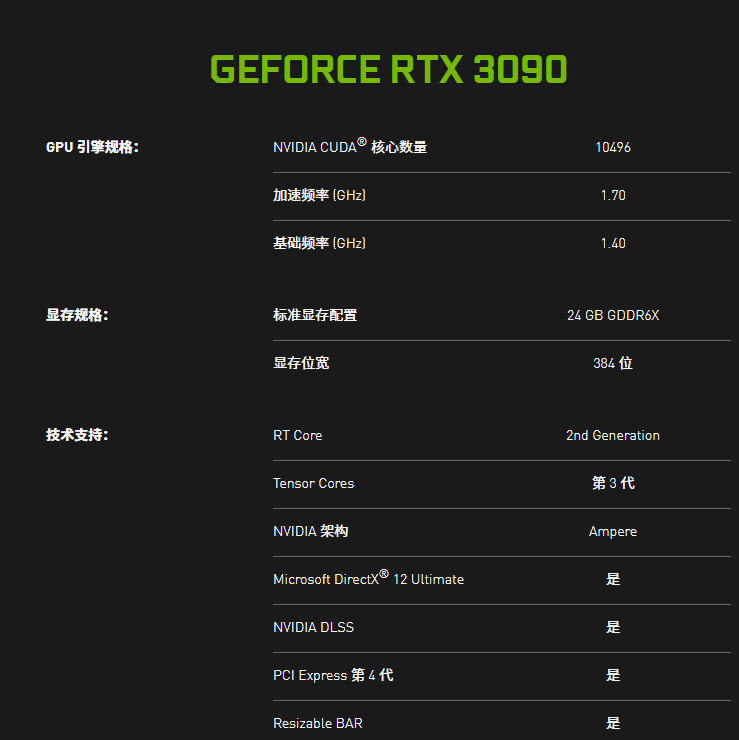 GEFORCE RTX 3090
GPU 引擎规格： NVIDIA CUDA® 核心数量 10496
加速频率 (GHz) 1.70
基础频率 (GHz) 1.40
显存规格： 标准显存配置 24 GB GDDR6X
显存位宽 384 位
技术支持： RT Core 2nd Generation
Tensor Cores 第 3 代
NVIDIA 架构 Ampere
Microsoft DirectX® 12 Ultimate 是
NVIDIA DLSS 是
PCI Express 第 4 代 是
Resizable BAR 是